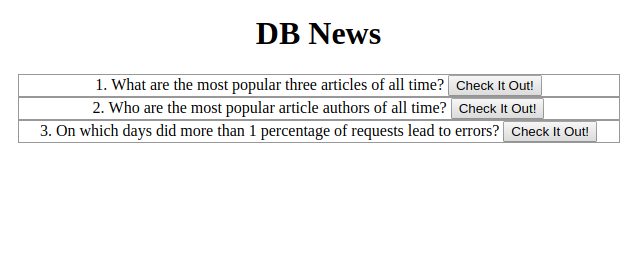 DB News
1. What are the most popular three articles of all time? Check It Out!
2. Who are the most popular article authors of all time? Check It Out!
3. On which days did more than 1 percentage of requests lead to errors? Check It Out!